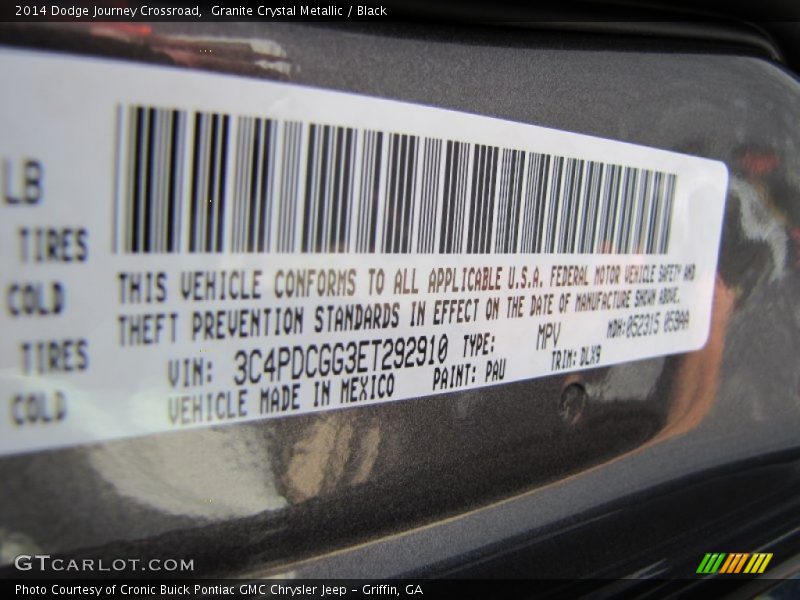 2014 Dodge Journey Crossroad,  Granite Crystal Metallic / Black
LB
TIRES
COLD
TIRES
COLD
THIS VEHICLE CONFORMS TO ALL APPLICABLE U.S.A. FEDERAL MOTOR VEHICLE SAFETY AND
THEFT PREVENTION STANDARDS IN EFFECT ON THE DATE OF MANUFACTURE SHOWN ABOVE.
VIN: 3C4PDCGG3ET292910 TYPE: MPV MDH:052315 059AA
VEHICLE MADE IN MEXICO PAINT: PAU TRIM: DLX9
GTCARLOT.COM
Photo Courtesy of Cronic Buick Pontiac GMC Chrysler Jeep - Griffin, GA